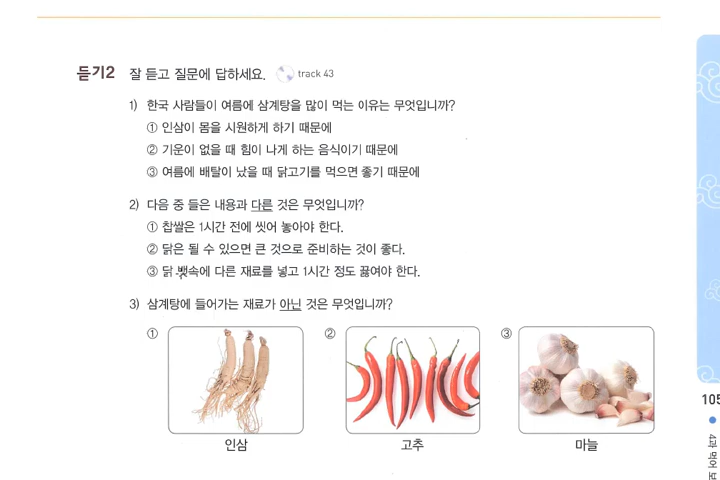 듣기2 잘 듣고 질문에 답하세요. track 43
1) 한국 사람들이 여름에 삼계탕을 많이 먹는 이유는 무엇입니까?
① 인삼이 몸을 시원하게 하기 때문에
② 기운이 없을 때 힘이 나게 하는 음식이기 때문에
③ 여름에 배탈이 났을 때 닭고기를 먹으면 좋기 때문에
2) 다음 중 들은 내용과 다른 것은 무엇입니까?
① 찹쌀은 1시간 전에 씻어 놓아야 한다.
② 닭은 될 수 있으면 큰 것으로 준비하는 것이 좋다.
③ 닭 뱃속에 다른 재료를 넣고 1시간 정도 끓여야 한다.
3) 삼계탕에 들어가는 재료가 아닌 것은 무엇입니까?
① ② ③
인삼 고추 마늘
105
4과 먹어 보